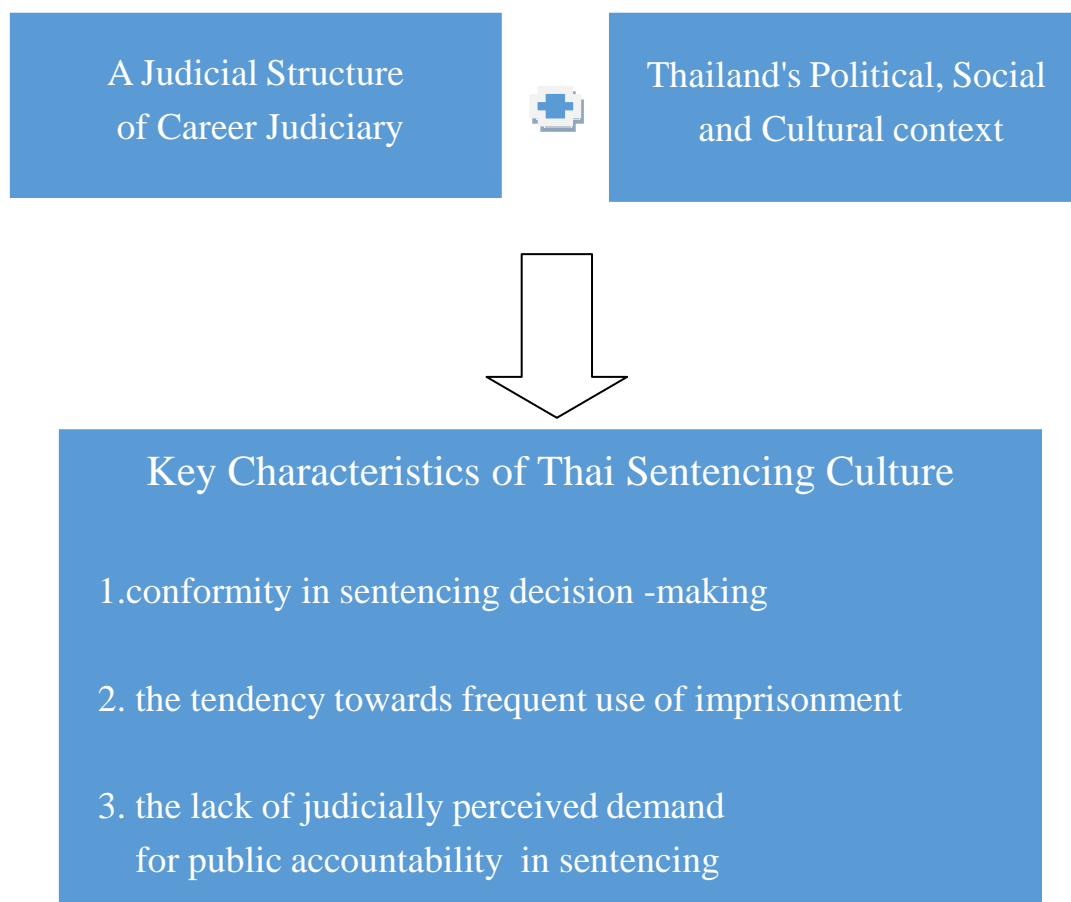 A Judicial Structure
of Career Judiciary
Thailand's Political, Social
and Cultural context
Key Characteristics of Thai Sentencing Culture
1.conformity in sentencing decision -making
2. the tendency towards frequent use of imprisonment
3. the lack of judicially perceived demand
for public accountability in sentencing